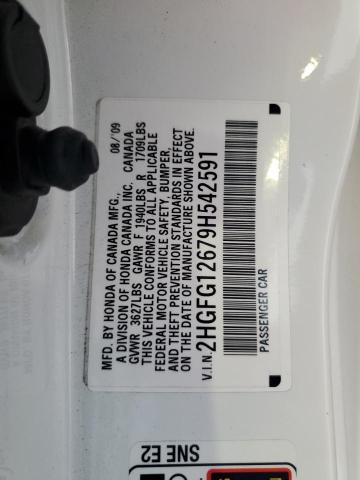 MFD. BY HONDA OF CANADA MFG., 08/09
A DIVISION OF HONDA CANADA INC. CANADA
GVWR 3627LBS GAWR F 1940LBS R 1709LBS
THIS VEHICLE CONFORMS TO ALL APPLICABLE
FEDERAL MOTOR VEHICLE SAFETY, BUMPER,
AND THEFT PREVENTION STANDARDS IN EFFECT
ON THE DATE OF MANUFACTURE SHOWN ABOVE.
V.I.N. 2HGFG12679H542591
PASSENGER CAR
SNE E2